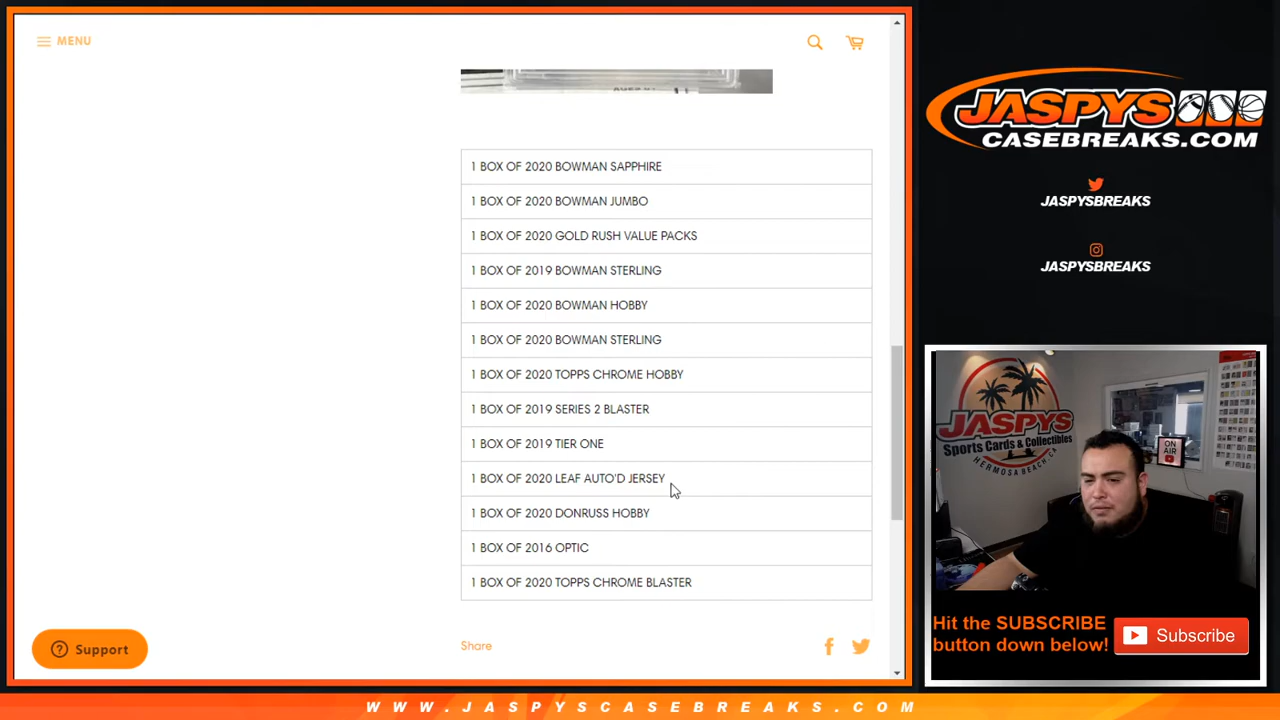 MENU
1 BOX OF 2020 BOWMAN SAPPHIRE
1 BOX OF 2020 BOWMAN JUMBO
1 BOX OF 2020 GOLD RUSH VALUE PACKS
1 BOX OF 2019 BOWMAN STERLING
1 BOX OF 2020 BOWMAN HOBBY
1 BOX OF 2020 BOWMAN STERLING
1 BOX OF 2020 TOPPS CHROME HOBBY
1 BOX OF 2019 SERIES 2 BLASTER
1 BOX OF 2019 TIER ONE
1 BOX OF 2020 LEAF AUTO'D JERSEY
1 BOX OF 2020 DONRUSS HOBBY
1 BOX OF 2016 OPTIC
1 BOX OF 2020 TOPPS CHROME BLASTER
Share
Support
JASPYS
CASEBREAKS.COM
JASPYSBREAKS
JASPYSBREAKS
JASPYS
Sports Cards & Collectibles
HERMOSA BEACH CA
ON
AIR
Hit the SUBSCRIBE
button down below!
Subscribe
WWW.JASPYSCASEBREAKS.COM